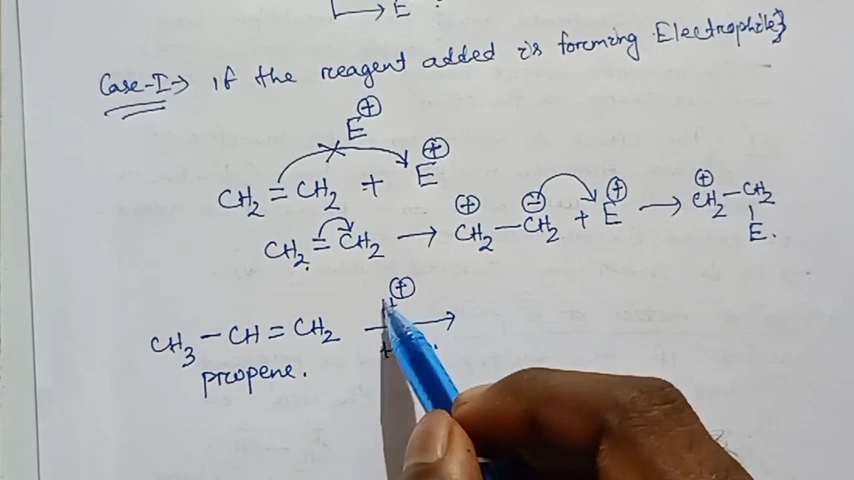 → E
Case-I → if the reagent added is forming Electrophile}
E⊕
CH2 = CH2 + E⊕
CH2 = CH2 → ⊕CH2 – ⊖CH2 + E⊕ → ⊕CH2 – CH2
E.
CH3 – CH = CH2 →
propene.